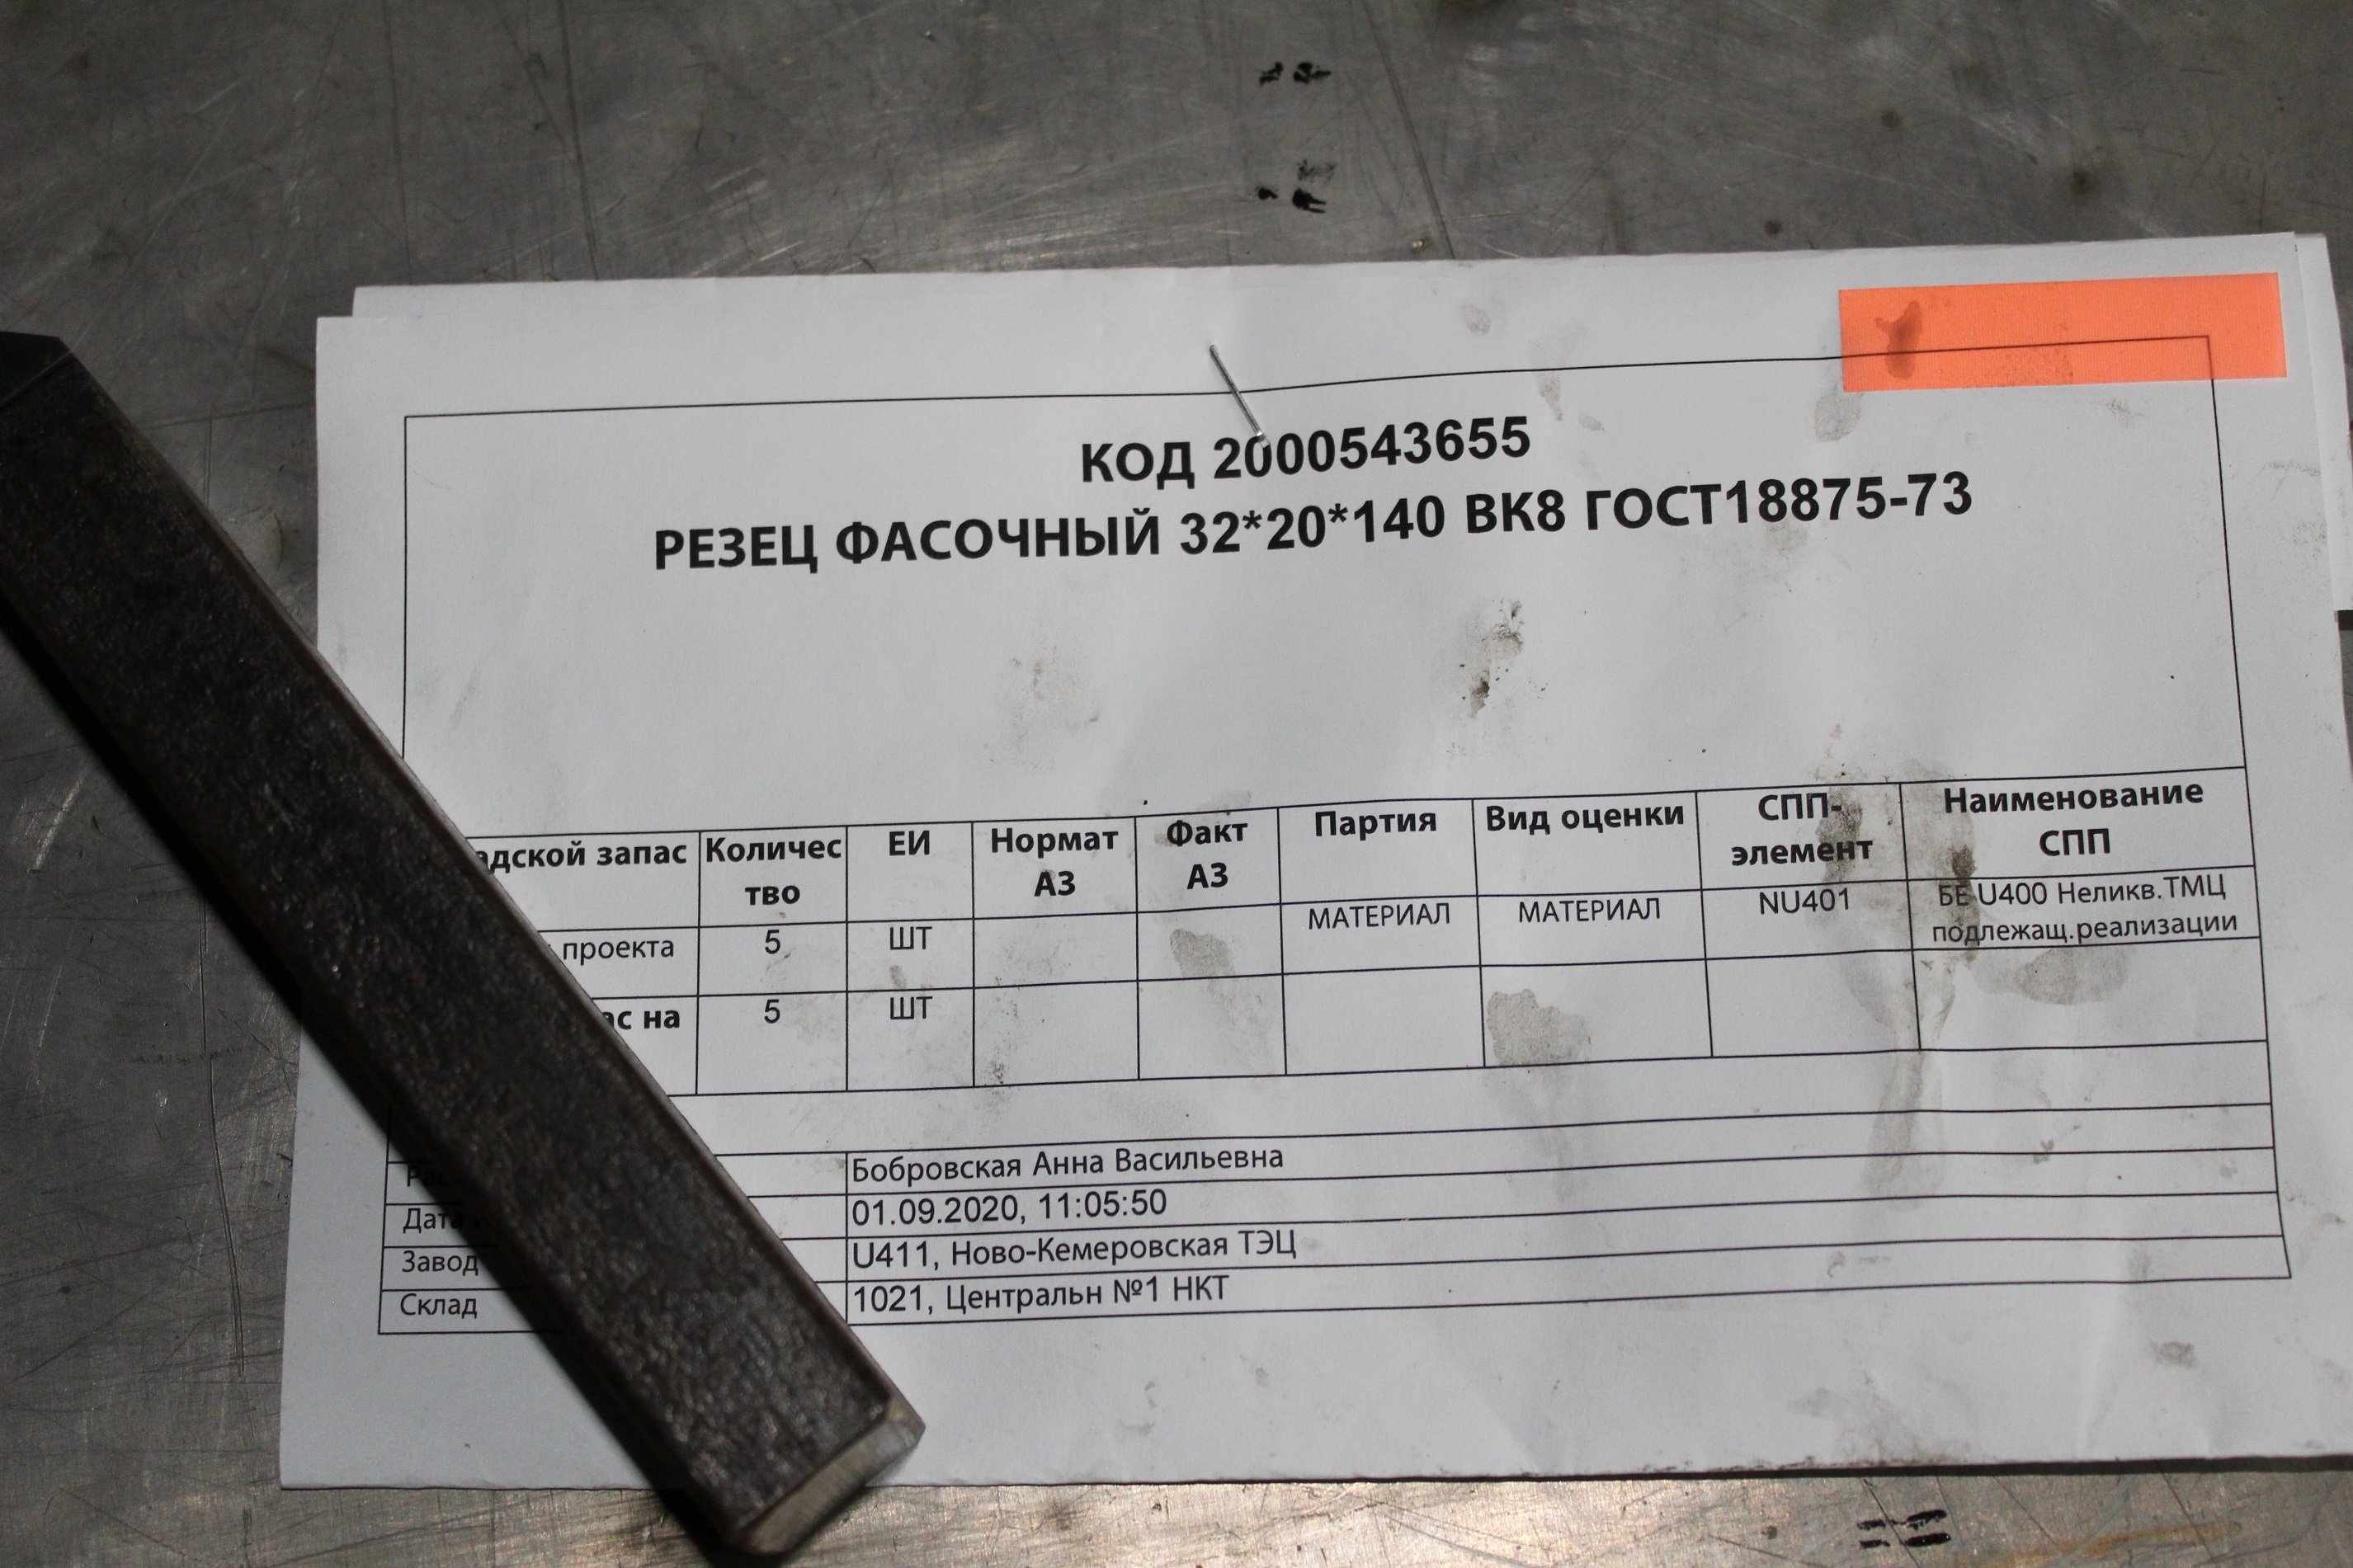 КОД 2000543655
РЕЗЕЦ ФАСОЧНЫЙ 32*20*140 ВК8 ГОСТ18875-73
адской запас Количес тво ЕИ Нормат АЗ Факт АЗ Партия Вид оценки СПП- элемент Наименование СПП
проекта 5 ШТ МАТЕРИАЛ МАТЕРИАЛ NU401 БЕ U400 Неликв.ТМЦ подлежащ.реализации
ас на 5 ШТ
Бобровская Анна Васильевна
Дата 01.09.2020, 11:05:50
Завод U411, Ново-Кемеровская ТЭЦ
Склад 1021, Центральн №1 НКТ